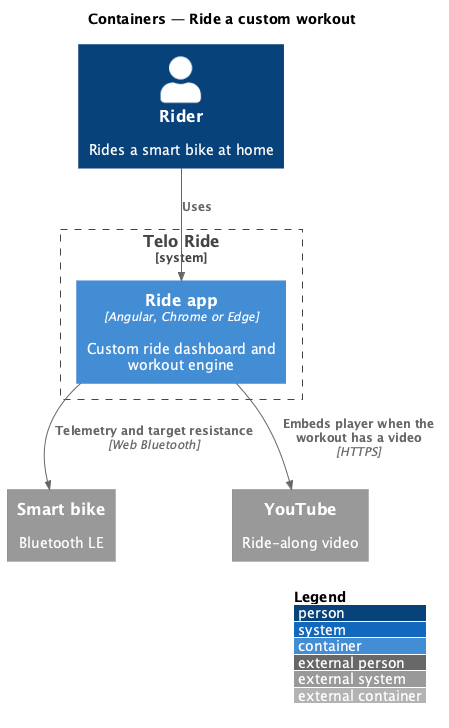 Containers — Ride a custom workout
Rider
Rides a smart bike at home
Uses
Telo Ride
[system]
Ride app
[Angular, Chrome or Edge]
Custom ride dashboard and
workout engine
Telemetry and target resistance
[Web Bluetooth]
Embeds player when the
workout has a video
[HTTPS]
Smart bike
Bluetooth LE
YouTube
Ride-along video
Legend
person
system
container
external person
external system
external container